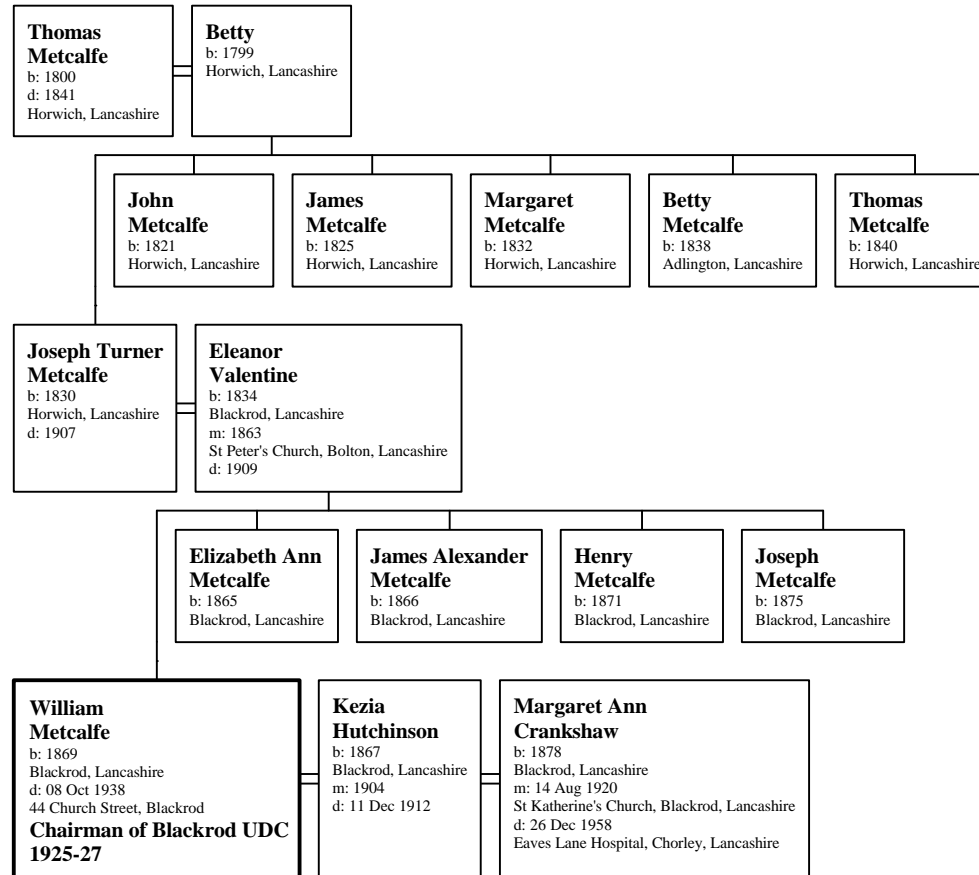 Thomas
Metcalfe
b: 1800
d: 1841
Horwich, Lancashire
Betty
b: 1799
Horwich, Lancashire
John
Metcalfe
b: 1821
Horwich, Lancashire
James
Metcalfe
b: 1825
Horwich, Lancashire
Margaret
Metcalfe
b: 1832
Horwich, Lancashire
Betty
Metcalfe
b: 1838
Adlington, Lancashire
Thomas
Metcalfe
b: 1840
Horwich, Lancashire
Joseph Turner
Metcalfe
b: 1830
Horwich, Lancashire
d: 1907
Eleanor
Valentine
b: 1834
Blackrod, Lancashire
m: 1863
St Peter's Church, Bolton, Lancashire
d: 1909
Elizabeth Ann
Metcalfe
b: 1865
Blackrod, Lancashire
James Alexander
Metcalfe
b: 1866
Blackrod, Lancashire
Henry
Metcalfe
b: 1871
Blackrod, Lancashire
Joseph
Metcalfe
b: 1875
Blackrod, Lancashire
William
Metcalfe
b: 1869
Blackrod, Lancashire
d: 08 Oct 1938
44 Church Street, Blackrod
Chairman of Blackrod UDC
1925-27
Kezia
Hutchinson
b: 1867
Blackrod, Lancashire
m: 1904
d: 11 Dec 1912
Margaret Ann
Crankshaw
b: 1878
Blackrod, Lancashire
m: 14 Aug 1920
St Katherine's Church, Blackrod, Lancashire
d: 26 Dec 1958
Eaves Lane Hospital, Chorley, Lancashire